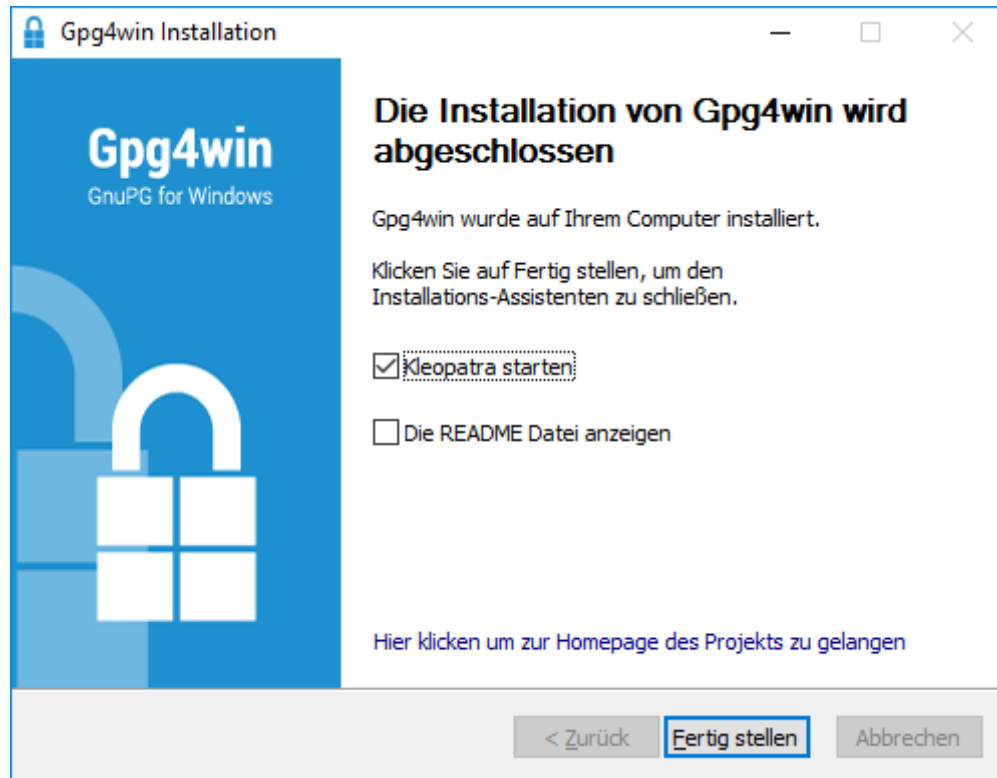 Gpg4win Installation
Gpg4win
GnuPG for Windows
Die Installation von Gpg4win wird
abgeschlossen
Gpg4win wurde auf Ihrem Computer installiert.
Klicken Sie auf Fertig stellen, um den
Installations-Assistenten zu schließen.
Kleopatra starten
Die README Datei anzeigen
Hier klicken um zur Homepage des Projekts zu gelangen
< Zurück
Fertig stellen
Abbrechen